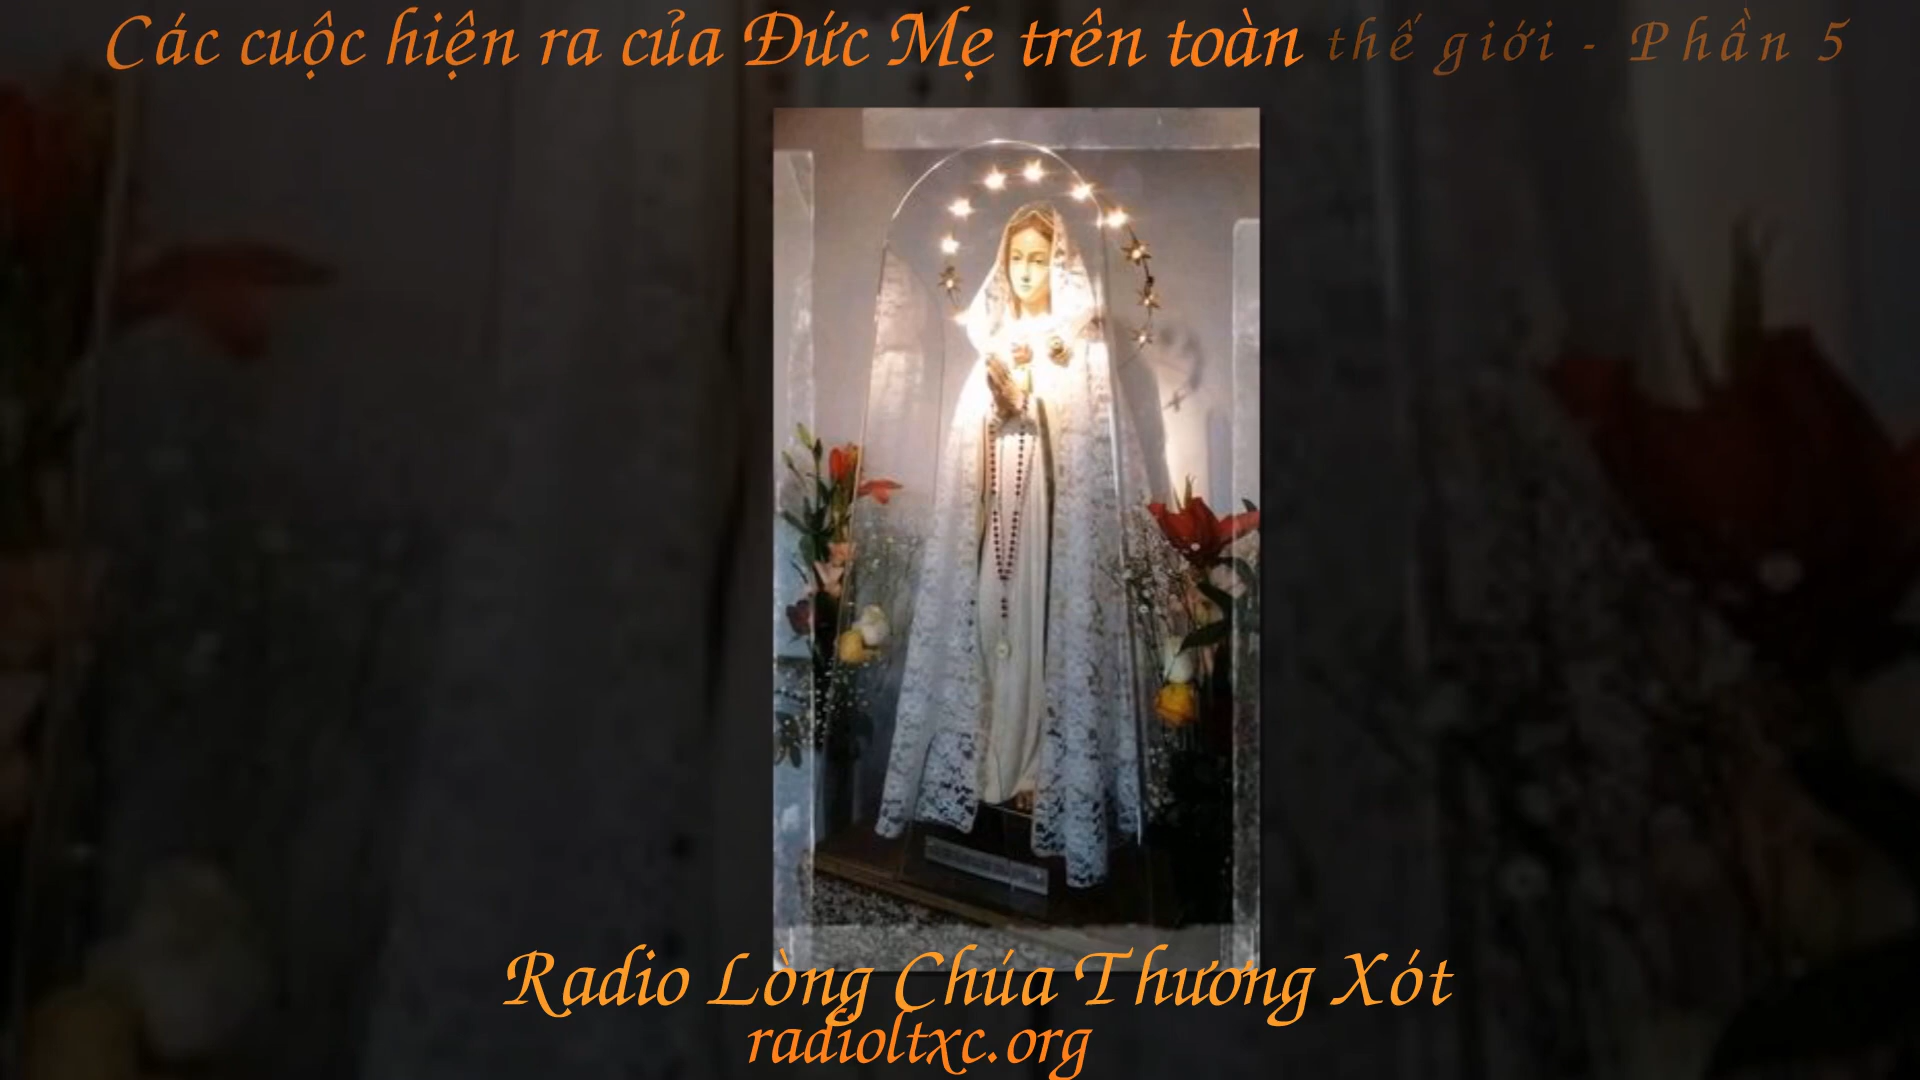 Các cuộc hiện ra của Đức Mẹ trên toàn thế giới - Phần 5
Radio Lòng Chúa Thương Xót
radioltxc.org